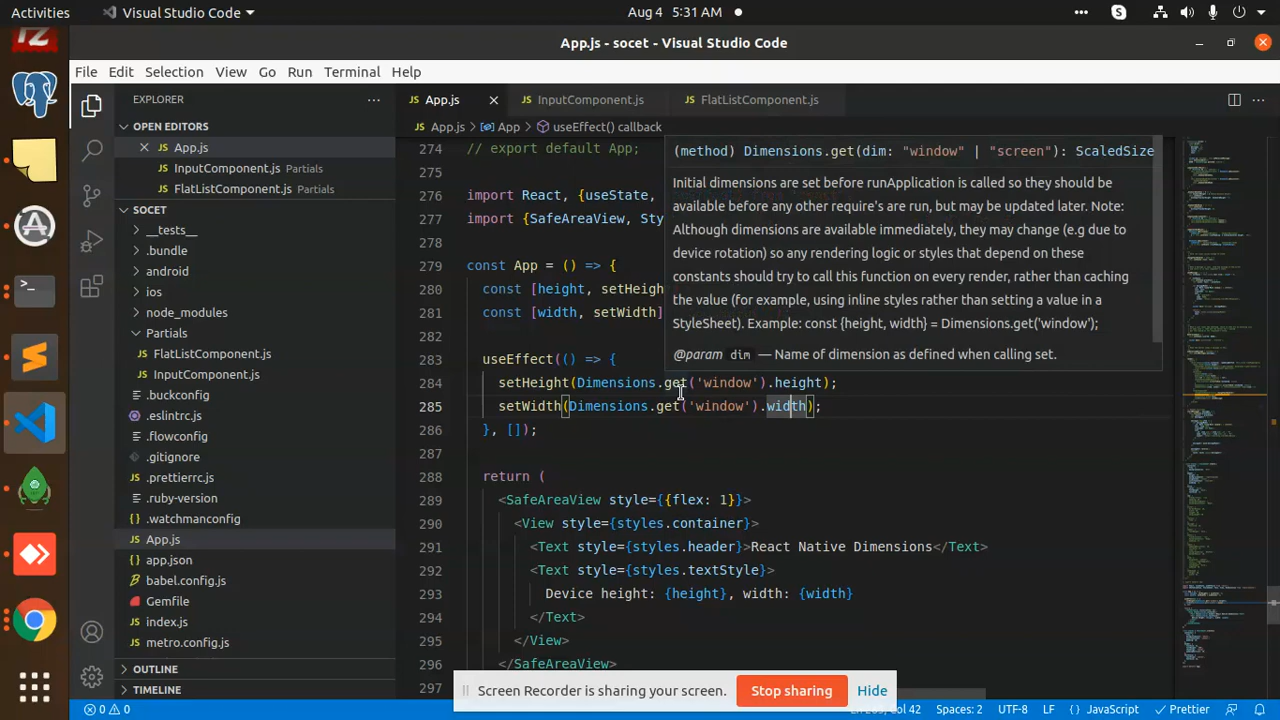 Activities
Visual Studio Code
Aug 4 5:31 AM
App.js - socet - Visual Studio Code
File Edit Selection View Go Run Terminal Help
EXPLORER
OPEN EDITORS
App.js
InputComponent.js Partials
FlatListComponent.js Partials
SOCET
__tests__
.bundle
android
ios
node_modules
Partials
JS FlatListComponent.js
JS InputComponent.js
.buckconfig
.eslintrc.js
.flowconfig
.gitignore
.prettierrc.js
.ruby-version
.watchmanconfig
App.js
app.json
babel.config.js
Gemfile
index.js
metro.config.js
OUTLINE
TIMELINE
JS App.js
JS InputComponent.js
JS FlatListComponent.js
JS App.js > App > useEffect() callback
274 // export default App;
275
276 import React, {useState,
277 import {SafeAreaView, Sty
278
279 const App = () => {
280 const [height, setHeigh
281 const [width, setWidth]
282
283 useEffect(() => {
284 setHeight(Dimensions.get('window').height);
285 setWidth(Dimensions.get('window').width);
286 }, []);
287
288 return (
289 <SafeAreaView style={{flex: 1}}>
290 <View style={styles.container}>
291 <Text style={styles.header}>React Native Dimensions</Text>
292 <Text style={styles.textStyle}>
293 Device height: {height}, width: {width}
294 </Text>
295 </View>
296 </SafeAreaView>
297
(method) Dimensions.get(dim: "window" | "screen"): ScaledSize
Initial dimensions are set before runApplication is called so they should be
available before any other require's are run, but may be updated later. Note:
Although dimensions are available immediately, they may change (e.g due to
device rotation) so any rendering logic or styles that depend on these
constants should try to call this function on every render, rather than caching
the value (for example, using inline styles rather than setting a value in a
StyleSheet). Example: const {height, width} = Dimensions.get('window');
@param dim — Name of dimension as defined when calling set.
Screen Recorder is sharing your screen.
Stop sharing
Hide
0 0
Col 42
Spaces: 2
UTF-8
LF
{ } JavaScript
Prettier